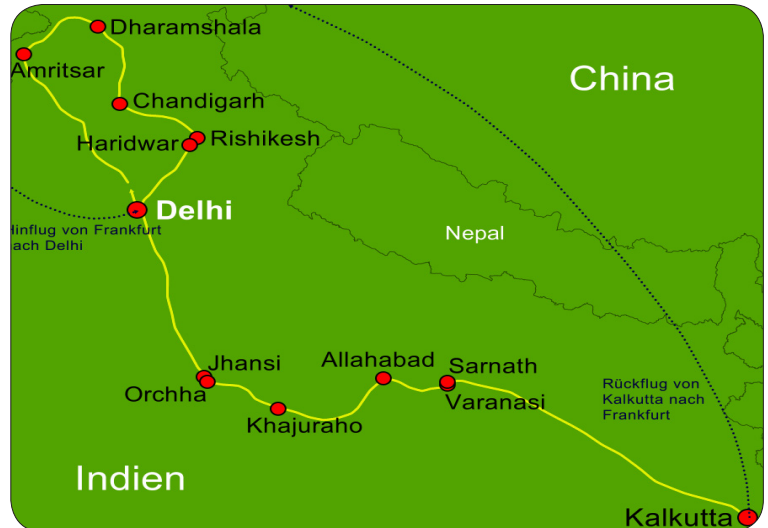 Dharamshala
Amritsar
China
Chandigarh
Rishikesh
Haridwar
Delhi
Hinflug von Frankfurt
nach Delhi
Nepal
Jhansi
Orchha
Allahabad
Sarnath
Varanasi
Khajuraho
Rückflug von
Kalkutta nach
Frankfurt
Indien
Kalkutta